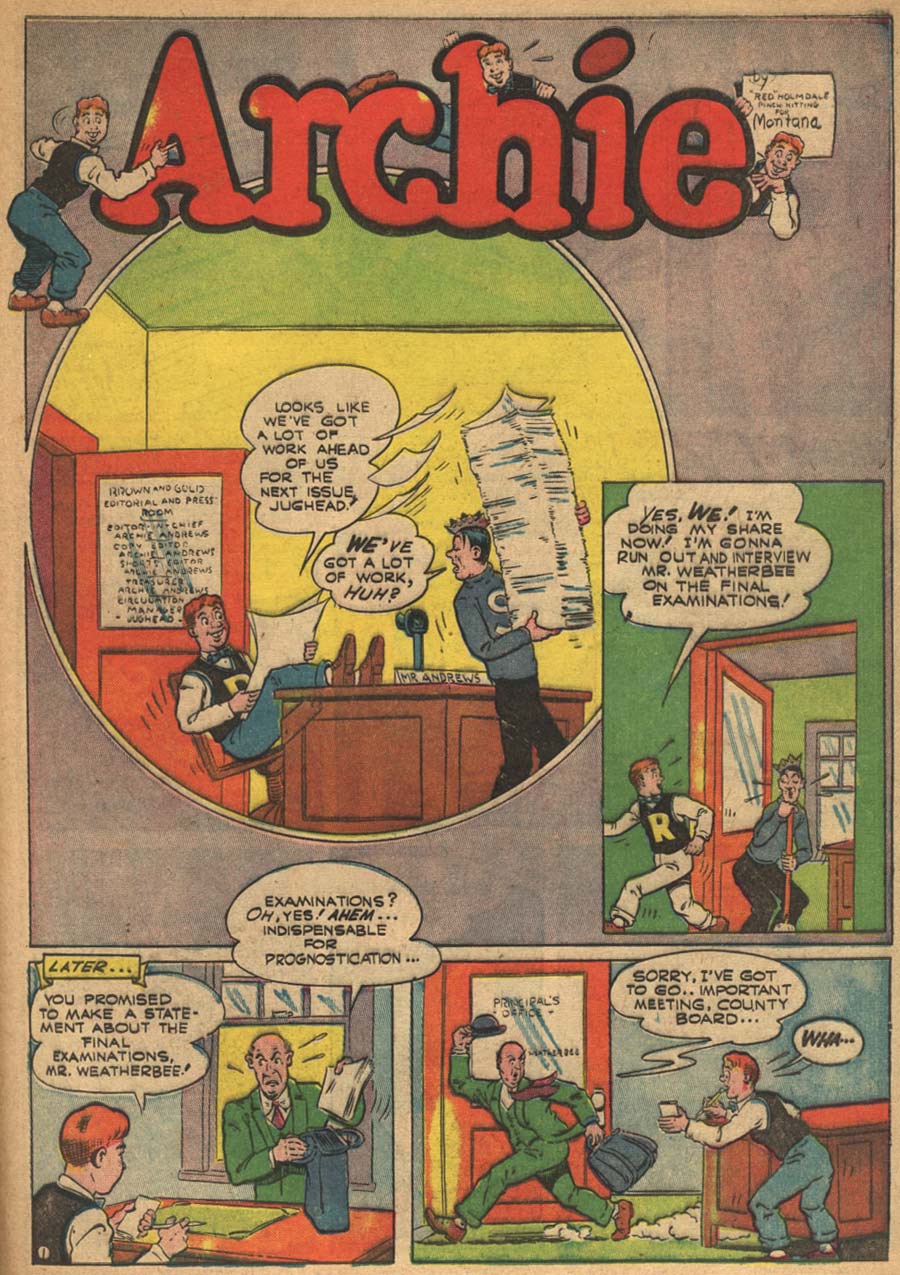 Archie
by
"RED" HOLMDALE
PINCH HITTING
FOR
Montana
LOOKS LIKE
WE'VE GOT
A LOT OF
WORK AHEAD
OF US
FOR THE
NEXT ISSUE,
JUGHEAD!
WE'VE
GOT A LOT
OF WORK,
HUH?
BROWN AND GOLD
EDITORIAL AND PRESS
ROOM
EDITOR-IN-CHIEF
ARCHIE ANDREWS
COPY EDITOR
ARCHIE ANDREWS
SPORTS EDITOR
ARCHIE ANDREWS
TREASURER
ARCHIE ANDREWS
CIRCULATION
MANAGER
- JUGHEAD -
R
S
MR. ANDREWS
YES, WE! I'M
DOING MY SHARE
NOW! I'M GONNA
RUN OUT AND INTERVIEW
MR. WEATHERBEE
ON THE FINAL
EXAMINATIONS!
R
LATER...
YOU PROMISED
TO MAKE A STATE-
MENT ABOUT THE
FINAL
EXAMINATIONS,
MR. WEATHERBEE!
EXAMINATIONS?
OH, YES! AHEM...
INDISPENSABLE
FOR
PROGNOSTICATION...
1
PRINCIPAL'S
OFFICE -
WEATHERBEE
SORRY, I'VE GOT
TO GO.. IMPORTANT
MEETING, COUNTY
BOARD...
WHA...